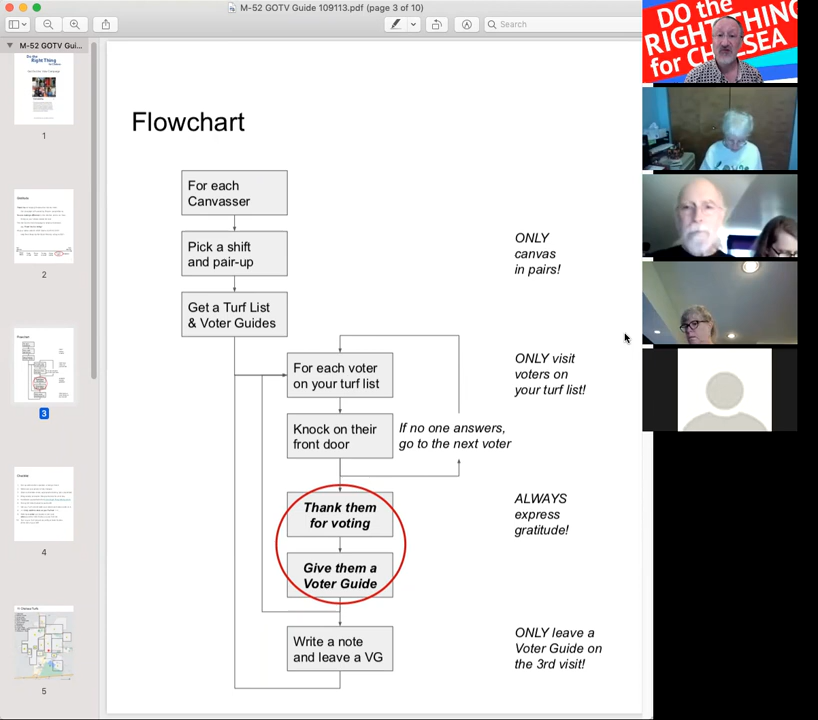 M-52 GOTV Guide 109113.pdf (page 3 of 10)
Search
M-52 GOTV Gui...
1
2
3
4
5
Flowchart
For each
Canvasser
Pick a shift
and pair-up
ONLY
canvas
in pairs!
Get a Turf List
& Voter Guides
For each voter
on your turf list
ONLY visit
voters on
your turf list!
Knock on their
front door
If no one answers,
go to the next voter
Thank them
for voting
ALWAYS
express
gratitude!
Give them a
Voter Guide
Write a note
and leave a VG
ONLY leave a
Voter Guide on
the 3rd visit!
DO the
RIGHT THING
for CHELSEA